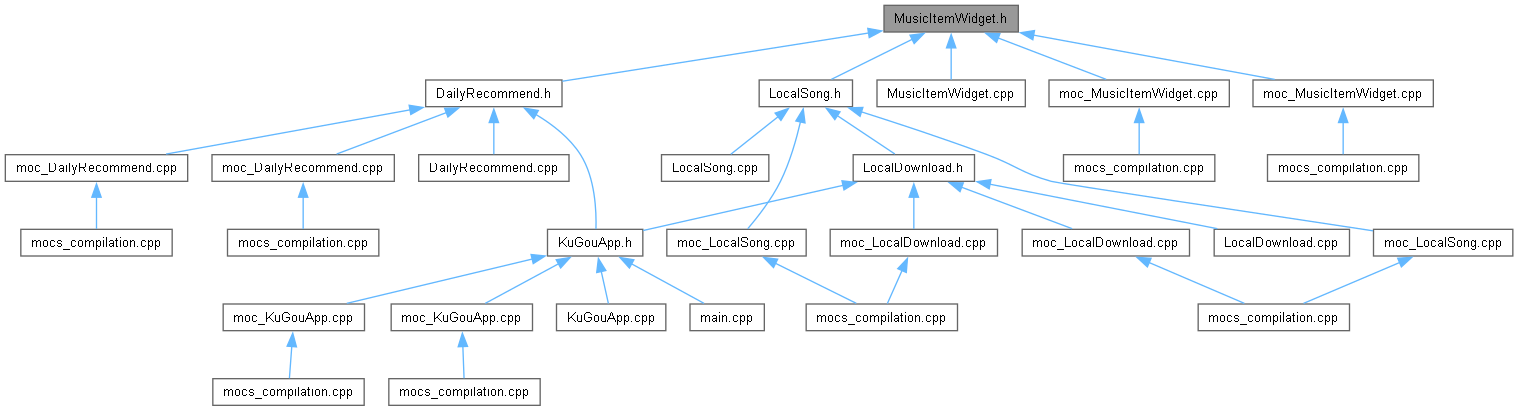 MusicItemWidget.h
DailyRecommend.h
LocalSong.h
MusicItemWidget.cpp
moc_MusicItemWidget.cpp
moc_MusicItemWidget.cpp
moc_DailyRecommend.cpp
moc_DailyRecommend.cpp
DailyRecommend.cpp
LocalSong.cpp
LocalDownload.h
mocs_compilation.cpp
mocs_compilation.cpp
mocs_compilation.cpp
mocs_compilation.cpp
KuGouApp.h
moc_LocalSong.cpp
moc_LocalDownload.cpp
moc_LocalDownload.cpp
LocalDownload.cpp
moc_LocalSong.cpp
moc_KuGouApp.cpp
moc_KuGouApp.cpp
KuGouApp.cpp
main.cpp
mocs_compilation.cpp
mocs_compilation.cpp
mocs_compilation.cpp
mocs_compilation.cpp